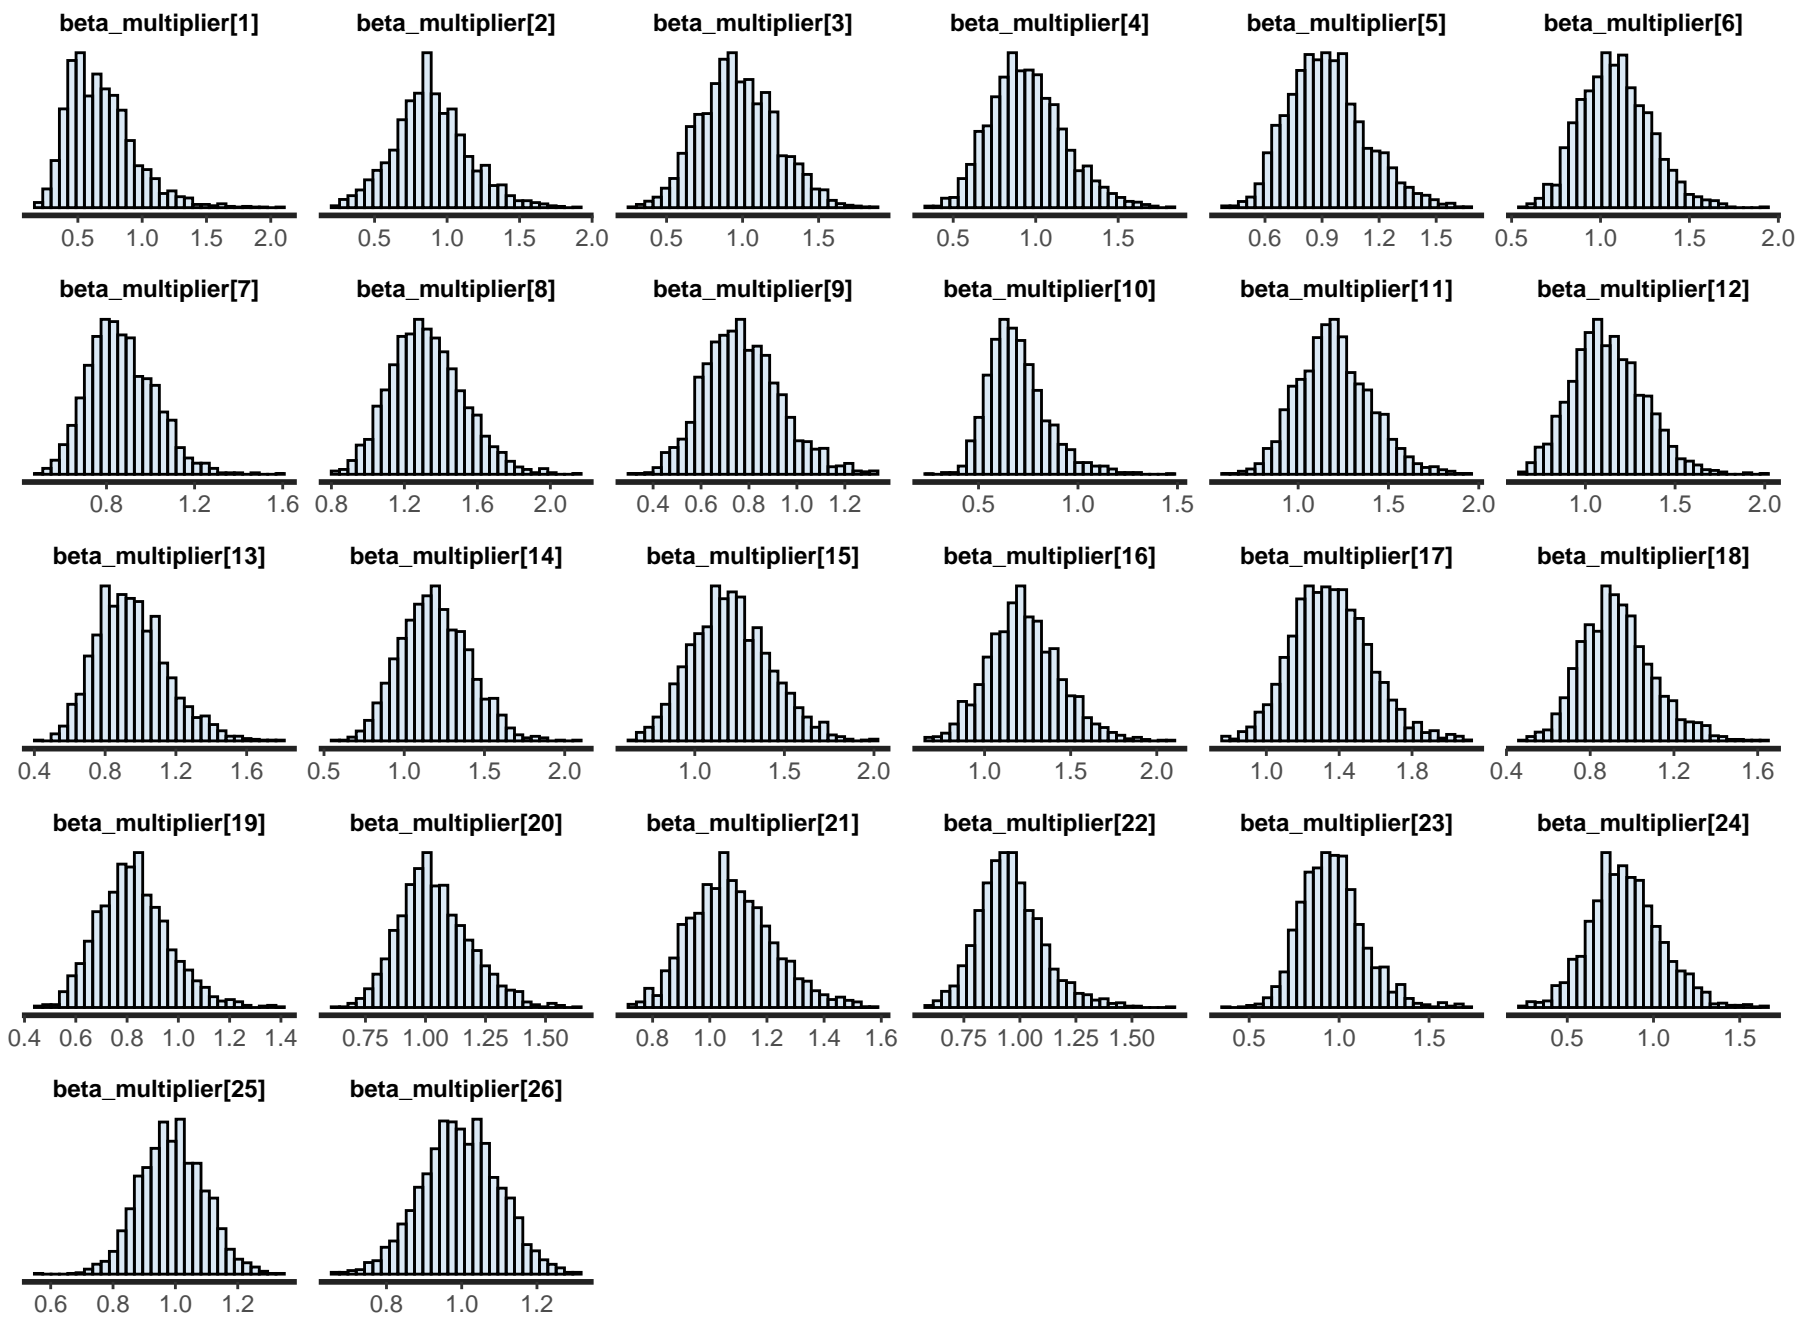 beta_multiplier[1] beta_multiplier[2] beta_multiplier[3] beta_multiplier[4] beta_multiplier[5] beta_multiplier[6]
0.5 1.0 1.5 2.0 0.5 1.0 1.5 2.0 0.5 1.0 1.5 0.5 1.0 1.5 0.6 0.9 1.2 1.5 0.5 1.0 1.5 2.0
beta_multiplier[7] beta_multiplier[8] beta_multiplier[9] beta_multiplier[10] beta_multiplier[11] beta_multiplier[12]
0.8 1.2 1.6 0.8 1.2 1.6 2.0 0.4 0.6 0.8 1.0 1.2 0.5 1.0 1.5 1.0 1.5 2.0 1.0 1.5 2.0
beta_multiplier[13] beta_multiplier[14] beta_multiplier[15] beta_multiplier[16] beta_multiplier[17] beta_multiplier[18]
0.4 0.8 1.2 1.6 0.5 1.0 1.5 2.0 1.0 1.5 2.0 1.0 1.5 2.0 1.0 1.4 1.8 0.4 0.8 1.2 1.6
beta_multiplier[19] beta_multiplier[20] beta_multiplier[21] beta_multiplier[22] beta_multiplier[23] beta_multiplier[24]
0.4 0.6 0.8 1.0 1.2 1.4 0.75 1.00 1.25 1.50 0.8 1.0 1.2 1.4 1.6 0.75 1.00 1.25 1.50 0.5 1.0 1.5 0.5 1.0 1.5
beta_multiplier[25] beta_multiplier[26]
0.6 0.8 1.0 1.2 0.8 1.0 1.2